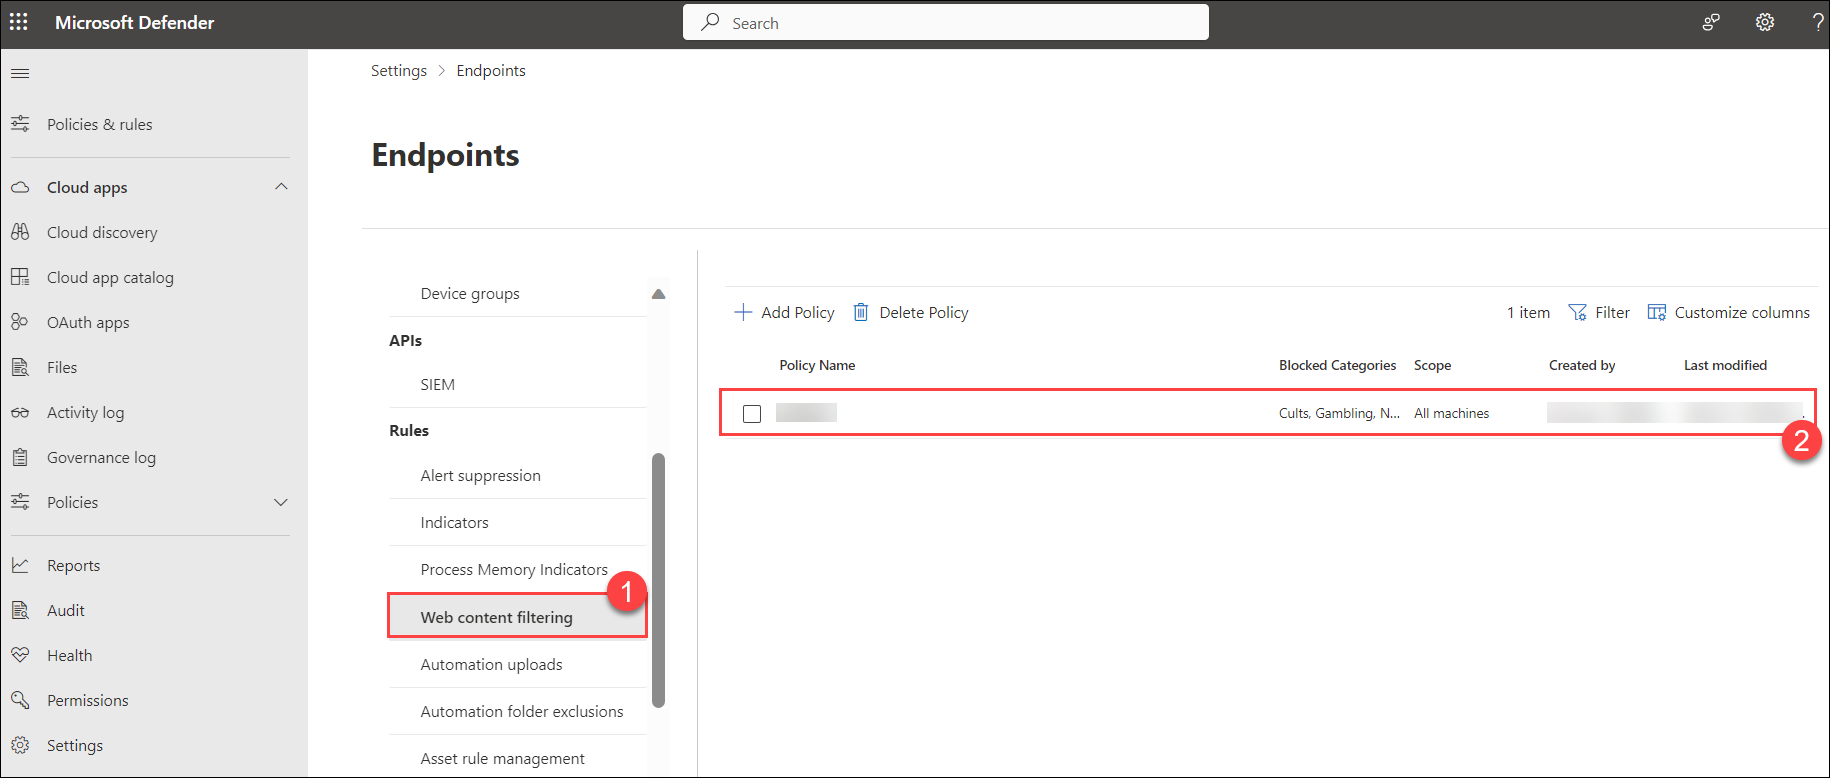 Microsoft Defender
Search
?
Settings > Endpoints
Policies & rules
Cloud apps
Cloud discovery
Cloud app catalog
OAuth apps
Files
Activity log
Governance log
Policies
Reports
Audit
Health
Permissions
Settings
Endpoints
Device groups
APIs
SIEM
Rules
Alert suppression
Indicators
Process Memory Indicators
1
Web content filtering
Automation uploads
Automation folder exclusions
Asset rule management
Add Policy
Delete Policy
1 item
Filter
Customize columns
Policy Name
Blocked Categories
Scope
Created by
Last modified
Cults, Gambling, N...
All machines
2